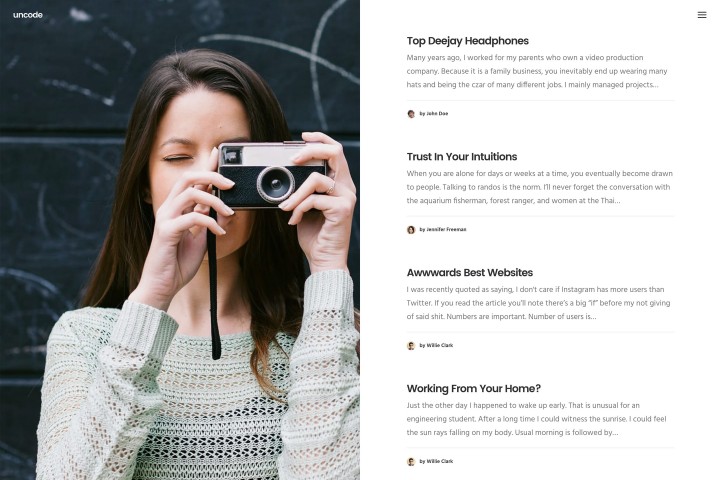 uncode
Top Deejay Headphones
Many years ago, I worked for my parents who own a video production
company. Because it is a family business, you inevitably end up wearing many
hats and being the czar of many different jobs. I mainly managed projects...
by John Doe
Trust In Your Intuitions
When you are alone for days or weeks at a time, you eventually become drawn
to people. Talking to randos is the norm. I'll never forget the conversation with
the aquarium fisherman, forest ranger, and women at the Thai...
by Jennifer Freeman
Awwwards Best Websites
I was recently quoted as saying, I don't care if Instagram has more users than
Twitter. If you read the article you'll note there's a big "if" before my not giving
of said shit. Numbers are important. Number of users is...
by Willie Clark
Working From Your Home?
Just the other day I happened to wake up early. That is unusual for an
engineering student. After a long time I could witness the sunrise. I could feel
the sun rays falling on my body. Usual morning is followed by...
by Willie Clark